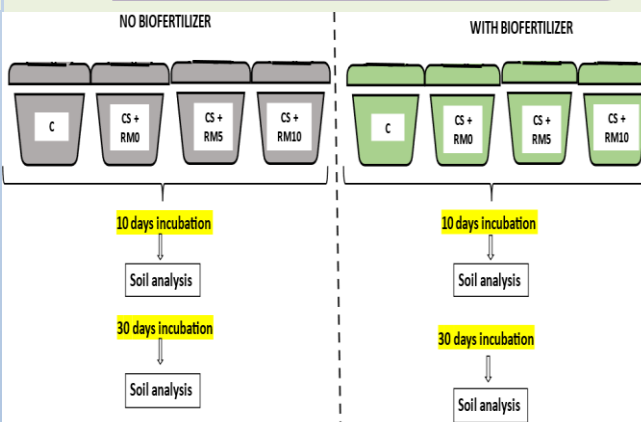 NO BIOFERTILIZER
C
CS +
RM0
CS +
RM5
CS +
RM10
10 days incubation
Soil analysis
30 days incubation
Soil analysis
WITH BIOFERTILIZER
C
CS +
RM0
CS +
RM5
CS +
RM10
10 days incubation
Soil analysis
30 days incubation
Soil analysis